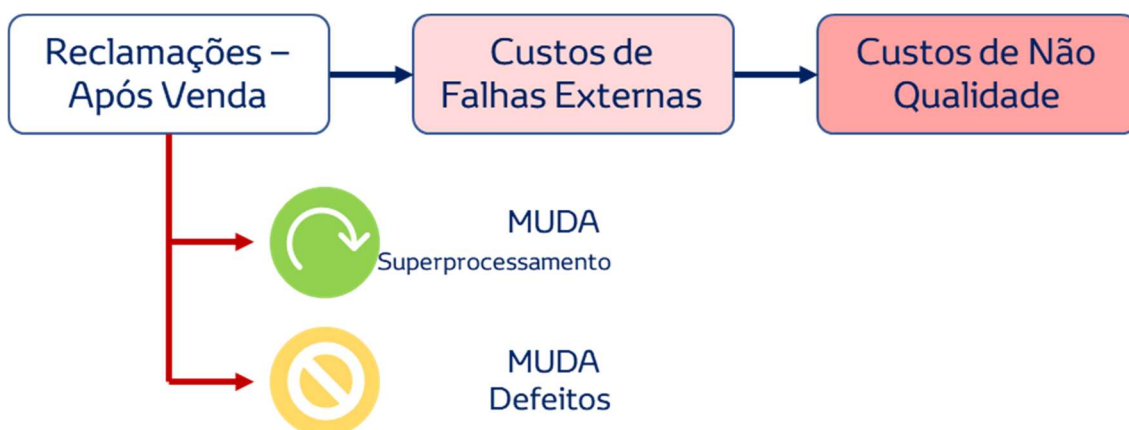 Reclamações –
Após Venda
Custos de
Falhas Externas
Custos de Não
Qualidade
MUDA
Superprocessamento
MUDA
Defeitos